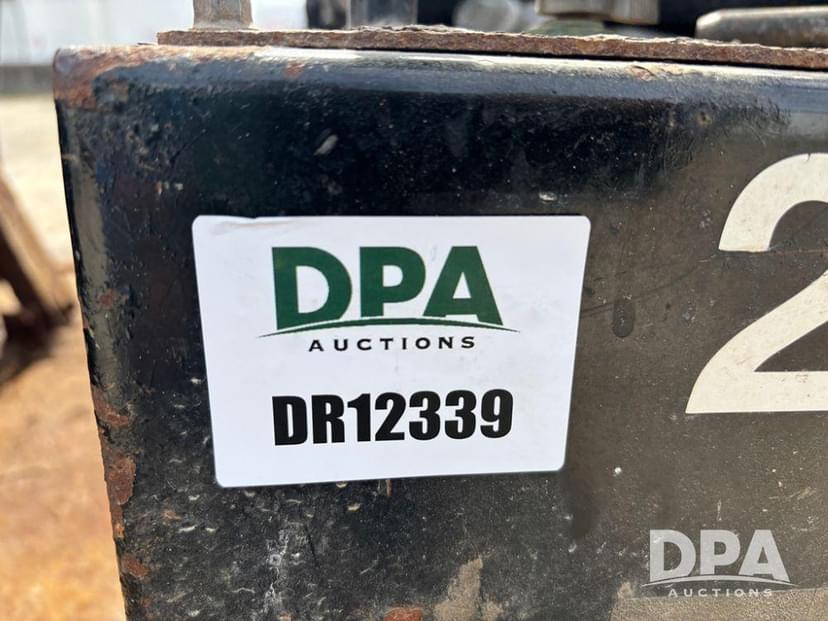 DPA
AUCTIONS
DR12339
2
DPA
AUCTIONS